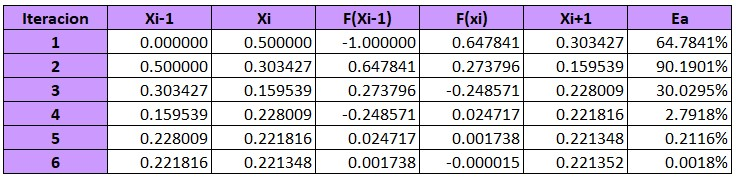 Iteracion Xi-1 Xi F(Xi-1) F(xi) Xi+1 Ea
1 0.000000 0.500000 -1.000000 0.647841 0.303427 64.7841%
2 0.500000 0.303427 0.647841 0.273796 0.159539 90.1901%
3 0.303427 0.159539 0.273796 -0.248571 0.228009 30.0295%
4 0.159539 0.228009 -0.248571 0.024717 0.221816 2.7918%
5 0.228009 0.221816 0.024717 0.001738 0.221348 0.2116%
6 0.221816 0.221348 0.001738 -0.000015 0.221352 0.0018%